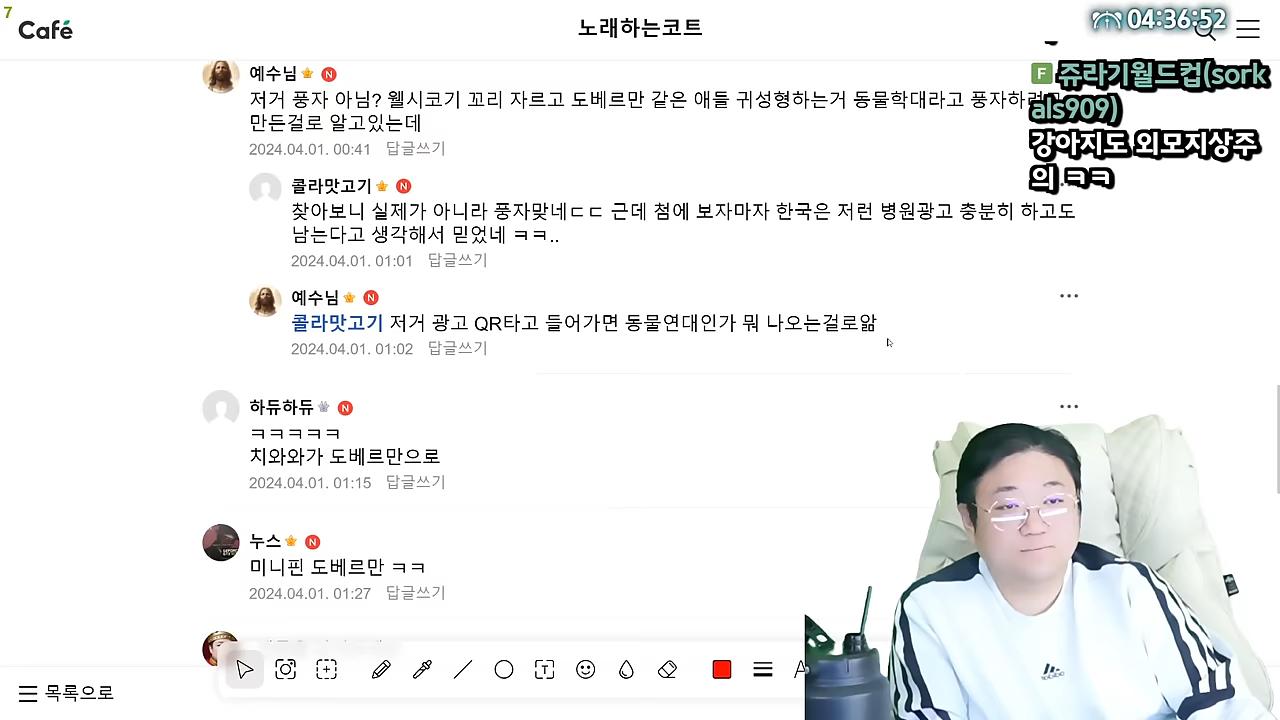 7
Café
노래하는코트
04:36:52
예수님 N
저거 풍자 아님? 웰시코기 꼬리 자르고 도베르만 같은 애들 귀성형하는거 동물학대라고 풍자하려고
만든걸로 알고있는데
2024.04.01. 00:41 답글쓰기
F 쥬라기월드컵(sork
als909)
강아지도 외모지상주
의 ㅋㅋ
콜라맛고기 N
찾아보니 실제가 아니라 풍자맞네ㄷㄷ 근데 첨에 보자마자 한국은 저런 병원광고 충분히 하고도
남는다고 생각해서 믿었네 ㅋㅋ..
2024.04.01. 01:01 답글쓰기
예수님 N
콜라맛고기 저거 광고 QR타고 들어가면 동물연대인가 뭐 나오는걸로앎
2024.04.01. 01:02 답글쓰기
하듀하듀 N
ㅋㅋㅋㅋㅋ
치와와가 도베르만으로
2024.04.01. 01:15 답글쓰기
누스 N
미니핀 도베르만 ㅋㅋ
2024.04.01. 01:27 답글쓰기
T
목록으로
adidas